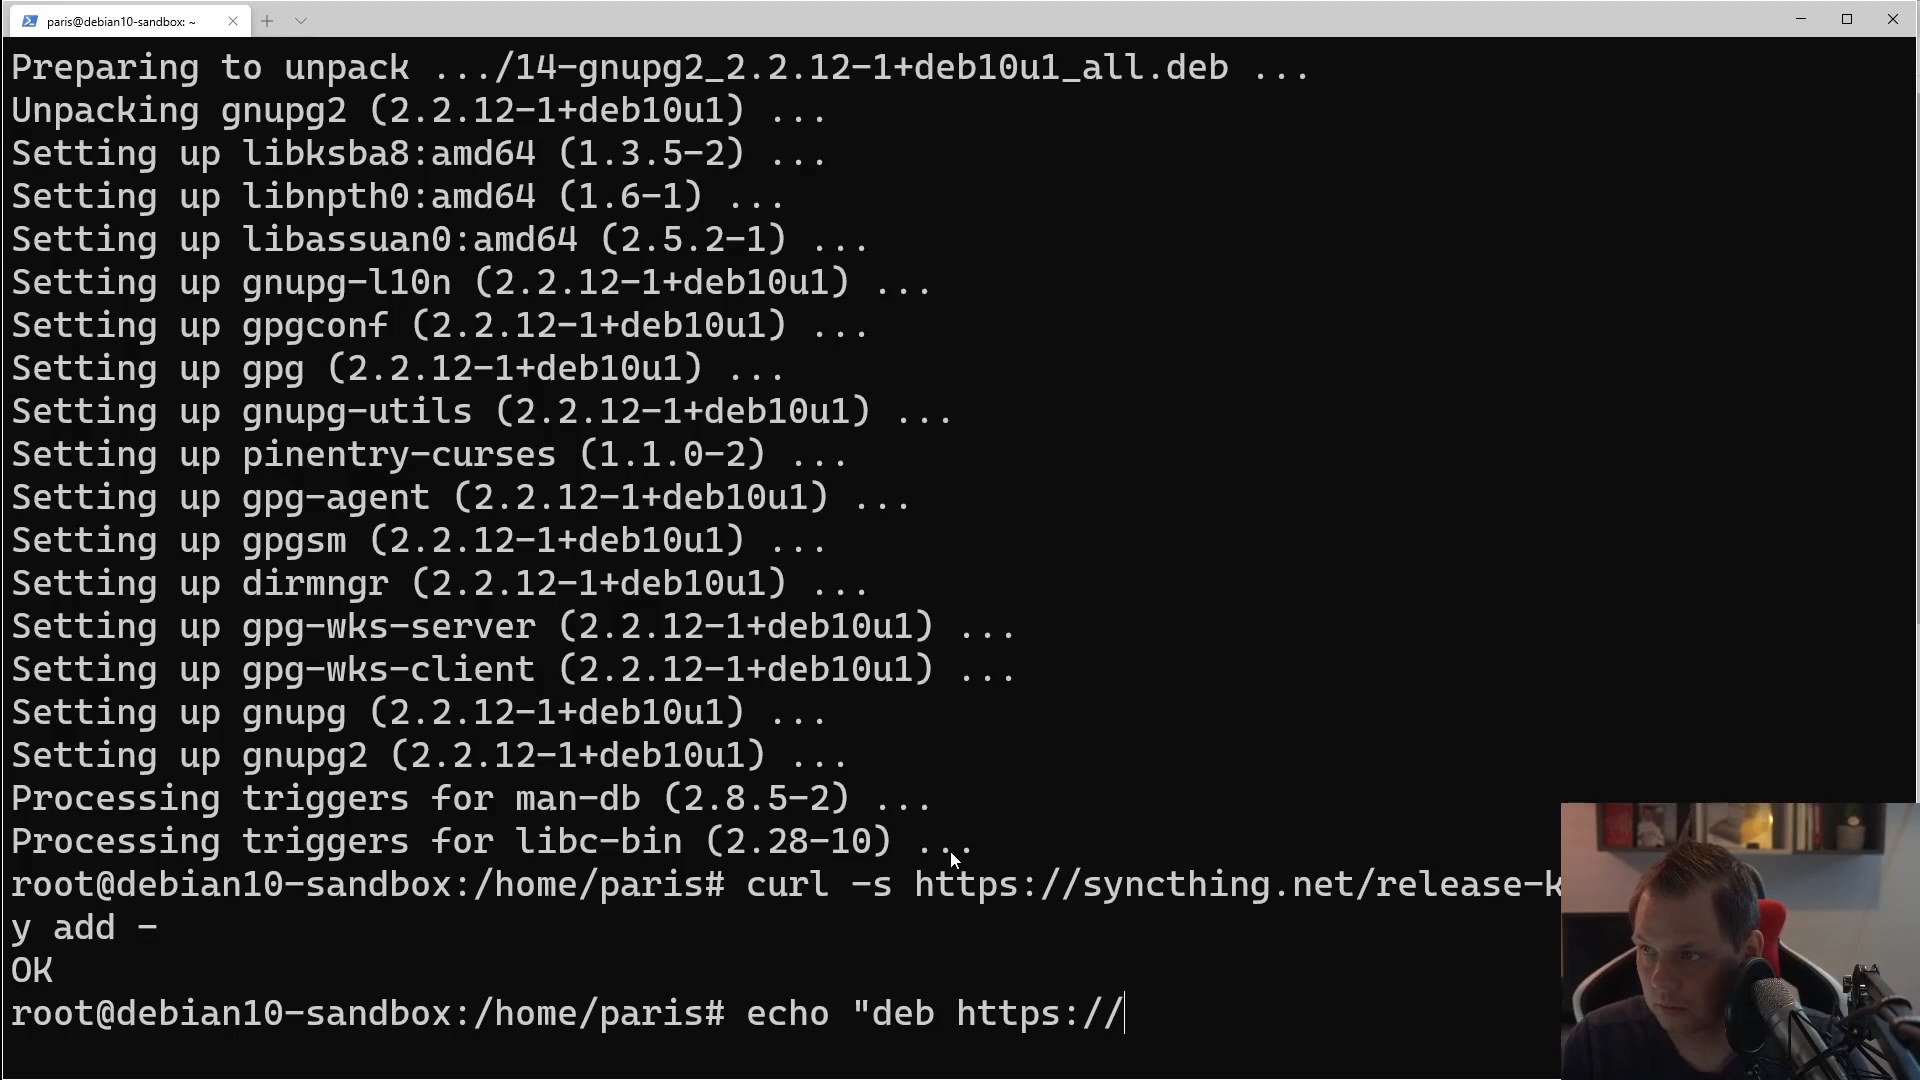 paris@debian10-sandbox: ~
Preparing to unpack .../14-gnupg2_2.2.12-1+deb10u1_all.deb ...
Unpacking gnupg2 (2.2.12-1+deb10u1) ...
Setting up libksba8:amd64 (1.3.5-2) ...
Setting up libnpth0:amd64 (1.6-1) ...
Setting up libassuan0:amd64 (2.5.2-1) ...
Setting up gnupg-l10n (2.2.12-1+deb10u1) ...
Setting up gpgconf (2.2.12-1+deb10u1) ...
Setting up gpg (2.2.12-1+deb10u1) ...
Setting up gnupg-utils (2.2.12-1+deb10u1) ...
Setting up pinentry-curses (1.1.0-2) ...
Setting up gpg-agent (2.2.12-1+deb10u1) ...
Setting up gpgsm (2.2.12-1+deb10u1) ...
Setting up dirmngr (2.2.12-1+deb10u1) ...
Setting up gpg-wks-server (2.2.12-1+deb10u1) ...
Setting up gpg-wks-client (2.2.12-1+deb10u1) ...
Setting up gnupg (2.2.12-1+deb10u1) ...
Setting up gnupg2 (2.2.12-1+deb10u1) ...
Processing triggers for man-db (2.8.5-2) ...
Processing triggers for libc-bin (2.28-10) ...
root@debian10-sandbox:/home/paris# curl -s https://syncthing.net/release-k
y add -
OK
root@debian10-sandbox:/home/paris# echo "deb https://